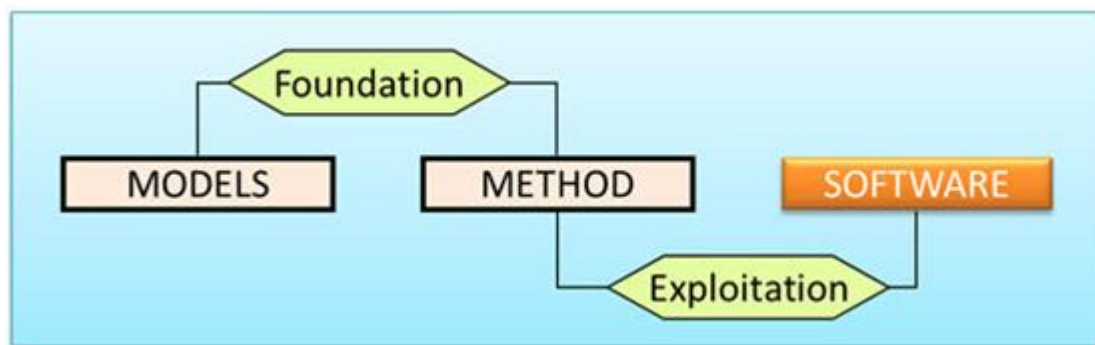 Foundation
MODELS
METHOD
SOFTWARE
Exploitation